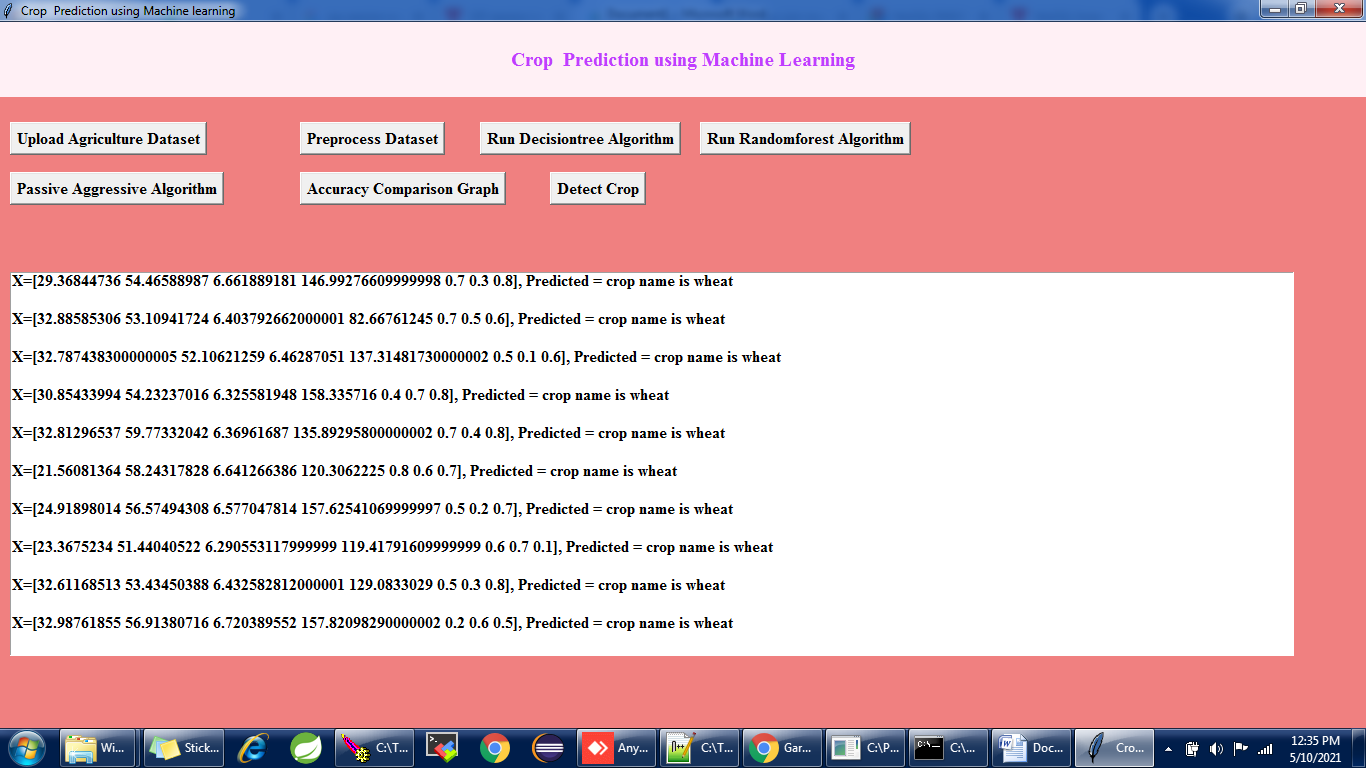 Crop  Prediction using Machine learning
Crop  Prediction using Machine Learning
Upload Agriculture Dataset Preprocess Dataset Run Decisiontree Algorithm Run Randomforest Algorithm
Passive Aggressive Algorithm Accuracy Comparison Graph Detect Crop
X=[29.36844736 54.46588987 6.661889181 146.99276609999998 0.7 0.3 0.8], Predicted = crop name is wheat
X=[32.88585306 53.10941724 6.403792662000001 82.66761245 0.7 0.5 0.6], Predicted = crop name is wheat
X=[32.787438300000005 52.10621259 6.46287051 137.31481730000002 0.5 0.1 0.6], Predicted = crop name is wheat
X=[30.85433994 54.23237016 6.325581948 158.335716 0.4 0.7 0.8], Predicted = crop name is wheat
X=[32.81296537 59.77332042 6.36961687 135.89295800000002 0.7 0.4 0.8], Predicted = crop name is wheat
X=[21.56081364 58.24317828 6.641266386 120.3062225 0.8 0.6 0.7], Predicted = crop name is wheat
X=[24.91898014 56.57494308 6.577047814 157.62541069999997 0.5 0.2 0.7], Predicted = crop name is wheat
X=[23.3675234 51.44040522 6.290553117999999 119.41791609999999 0.6 0.7 0.1], Predicted = crop name is wheat
X=[32.61168513 53.43450388 6.432582812000001 129.0833029 0.5 0.3 0.8], Predicted = crop name is wheat
X=[32.98761855 56.91380716 6.720389552 157.82098290000002 0.2 0.6 0.5], Predicted = crop name is wheat
Wi... Stick... C:\T... Any... C:\T... Gar... C:\P... C:\... Doc... Cro... 12:35 PM
5/10/2021